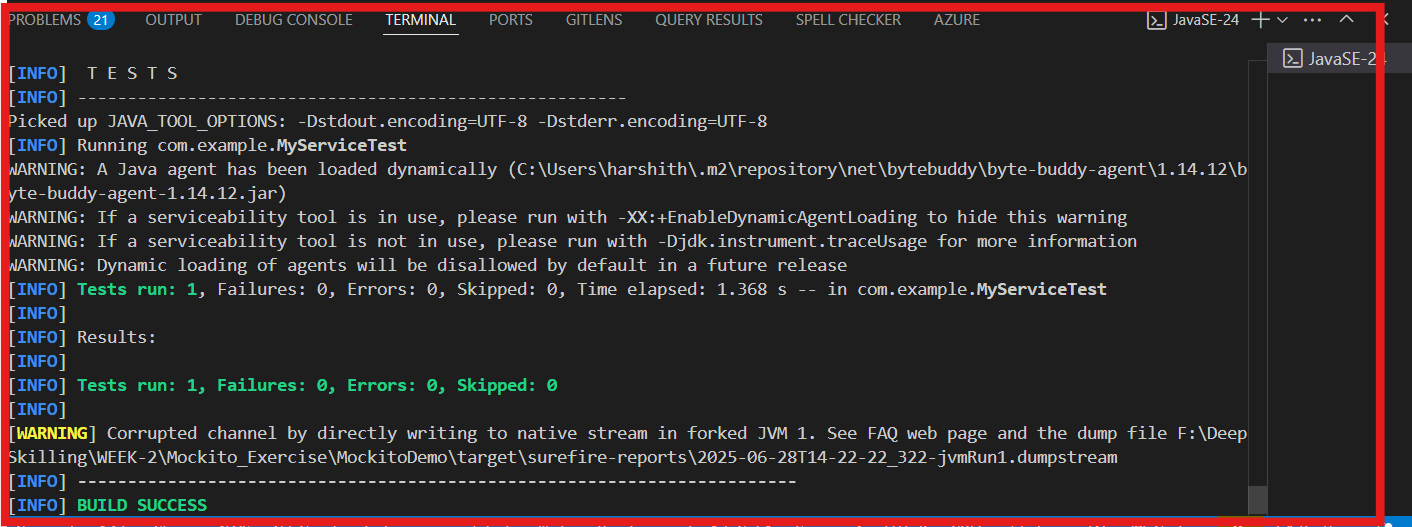 PROBLEMS 21 OUTPUT DEBUG CONSOLE TERMINAL PORTS GITLENS QUERY RESULTS SPELL CHECKER AZURE JavaSE-24
JavaSE-24
[INFO]  T E S T S
[INFO] -------------------------------------------------------
Picked up JAVA_TOOL_OPTIONS: -Dstdout.encoding=UTF-8 -Dstderr.encoding=UTF-8
[INFO] Running com.example.MyServiceTest
WARNING: A Java agent has been loaded dynamically (C:\Users\harshith\.m2\repository\net\bytebuddy\byte-buddy-agent\1.14.12\b
yte-buddy-agent-1.14.12.jar)
WARNING: If a serviceability tool is in use, please run with -XX:+EnableDynamicAgentLoading to hide this warning
WARNING: If a serviceability tool is not in use, please run with -Djdk.instrument.traceUsage for more information
WARNING: Dynamic loading of agents will be disallowed by default in a future release
[INFO] Tests run: 1, Failures: 0, Errors: 0, Skipped: 0, Time elapsed: 1.368 s -- in com.example.MyServiceTest
[INFO]
[INFO] Results:
[INFO]
[INFO] Tests run: 1, Failures: 0, Errors: 0, Skipped: 0
[INFO]
[WARNING] Corrupted channel by directly writing to native stream in forked JVM 1. See FAQ web page and the dump file F:\Deep
Skilling\WEEK-2\Mockito_Exercise\MockitoDemo\target\surefire-reports\2025-06-28T14-22-22_322-jvmRun1.dumpstream
[INFO] ------------------------------------------------------------------------
[INFO] BUILD SUCCESS